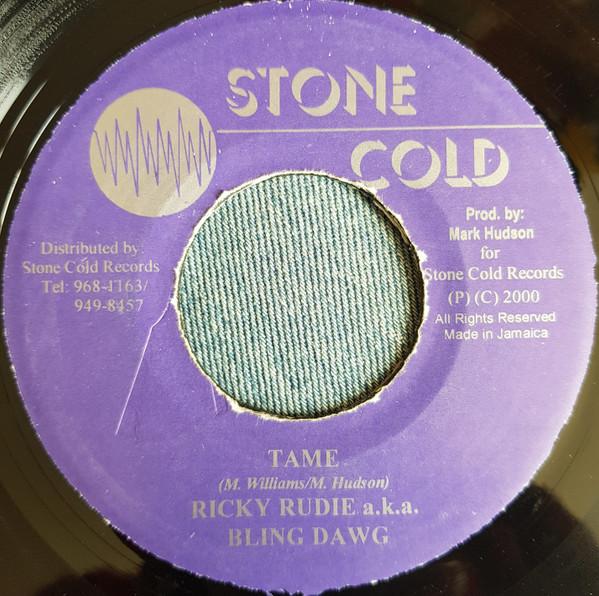 STONE
COLD
Distributed by:
Stone Cold Records
Tel: 968-1163/
949-8457
Prod. by:
Mark Hudson
for
Stone Cold Records
(P) (C) 2000
All Rights Reserved
Made in Jamaica
TAME
(M. Williams/M. Hudson)
RICKY RUDIE a.k.a.
BLING DAWG